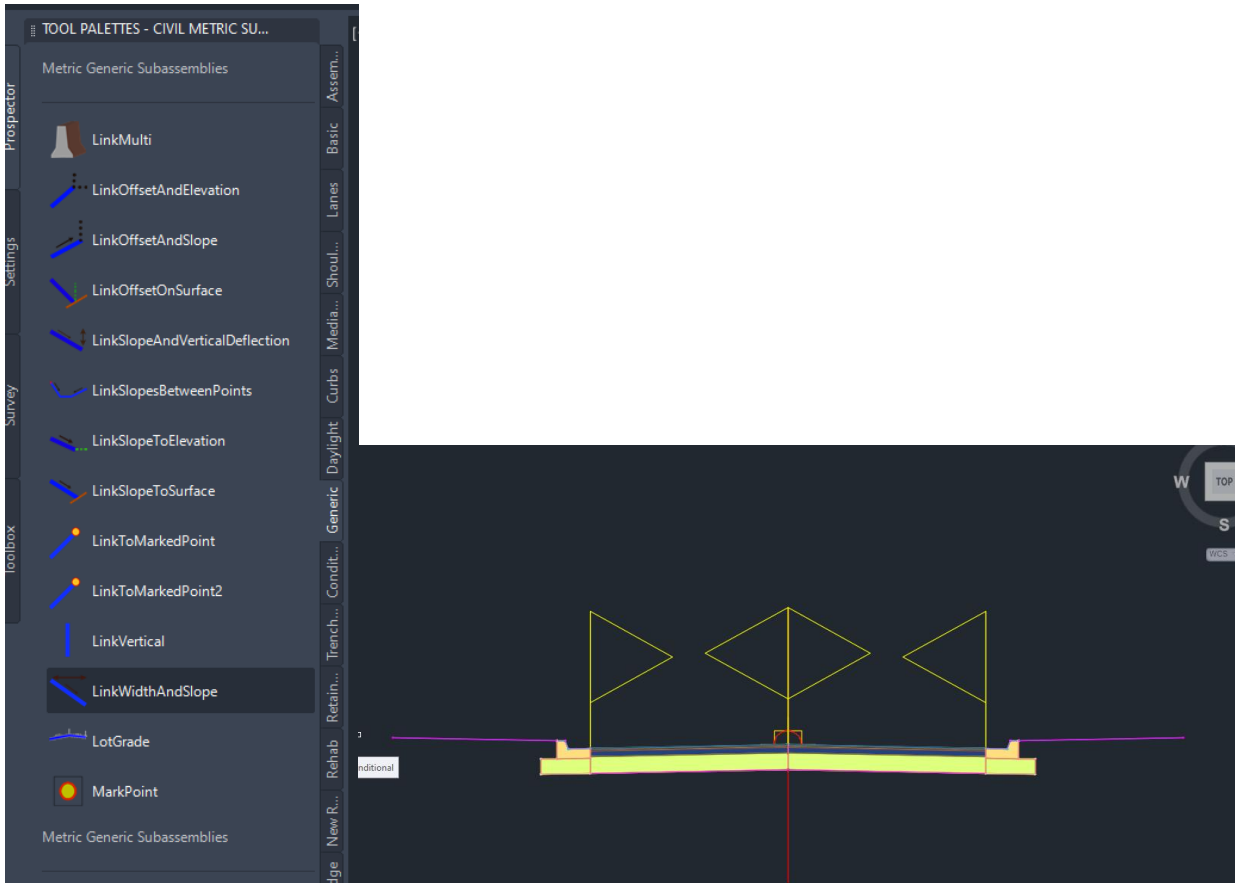 TOOL PALETTES - CIVIL METRIC SU...
Metric Generic Subassemblies
LinkMulti
LinkOffsetAndElevation
LinkOffsetAndSlope
LinkOffsetOnSurface
LinkSlopeAndVerticalDeflection
LinkSlopesBetweenPoints
LinkSlopeToElevation
LinkSlopeToSurface
LinkToMarkedPoint
LinkToMarkedPoint2
LinkVertical
LinkWidthAndSlope
LotGrade
MarkPoint
Metric Generic Subassemblies
Prospector
Settings
Survey
Toolbox
Assem...
Basic
Lanes
Shoul...
Media...
Curbs
Daylight
Generic
Condit...
Trench...
Retain...
Rehab
New R...
dge
nditional
W
TOP
S
WCS